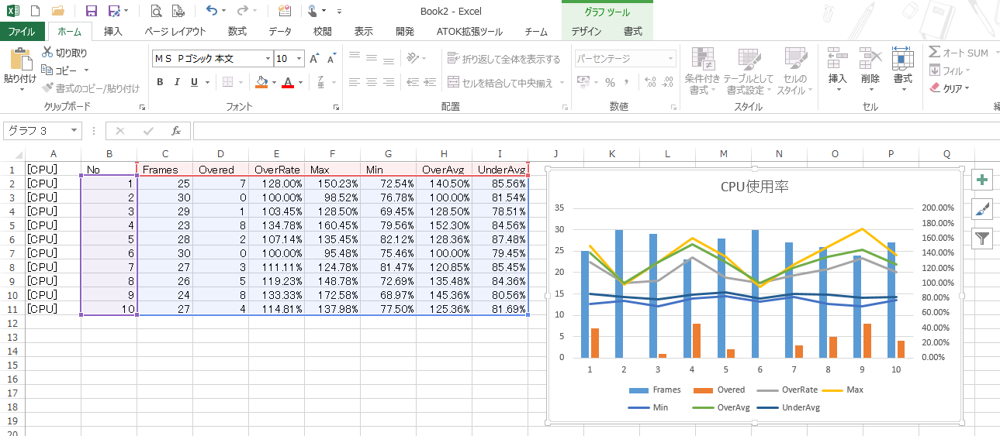 Book2 - Excel
グラフ ツール
ファイル ホーム 挿入 ページ レイアウト 数式 データ 校閲 表示 開発 ATOK拡張ツール チーム デザイン 書式
貼り付け
切り取り
コピー
書式のコピー/貼り付け
クリップボード
ＭＳ Ｐゴシック 本文 10
B I U
フォント
折り返して全体を表示する
セルを結合して中央揃え
配置
パーセンテージ
数値
条件付き書式
テーブルとして書式設定
セルのスタイル
スタイル
挿入 削除 書式
セル
オート SUM
フィル
クリア
グラフ 3
fx
A B C D E F G H I J K L M N O P Q
1 [CPU] No Frames Overed OverRate Max Min OverAvg UnderAvg
2 [CPU] 1 25 7 128.00% 150.23% 72.54% 140.50% 85.56%
3 [CPU] 2 30 0 100.00% 98.52% 76.78% 100.00% 81.54%
4 [CPU] 3 29 1 103.45% 128.50% 69.45% 128.50% 78.51%
5 [CPU] 4 23 8 134.78% 160.45% 79.56% 152.30% 84.56%
6 [CPU] 5 28 2 107.14% 135.45% 82.12% 128.36% 87.48%
7 [CPU] 6 30 0 100.00% 95.48% 75.46% 100.00% 79.45%
8 [CPU] 7 27 3 111.11% 124.78% 81.47% 120.85% 85.45%
9 [CPU] 8 26 5 119.23% 148.78% 72.69% 135.48% 84.36%
10 [CPU] 9 24 8 133.33% 172.58% 68.97% 145.36% 80.56%
11 [CPU] 10 27 4 114.81% 137.98% 77.50% 125.36% 81.69%
12
13
14
15
16
17
18
19
20
CPU使用率
35
30
25
20
15
10
5
0
200.00%
180.00%
160.00%
140.00%
120.00%
100.00%
80.00%
60.00%
40.00%
20.00%
0.00%
1 2 3 4 5 6 7 8 9 10
Frames Overed OverRate Max
Min OverAvg UnderAvg